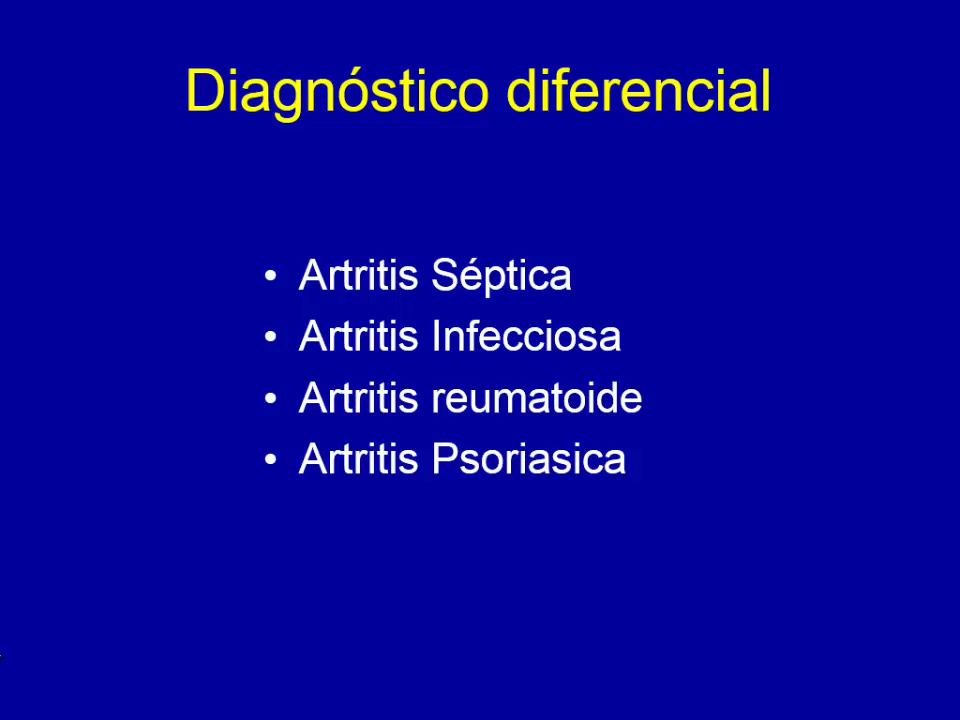 Diagnóstico diferencial
• Artritis Séptica
• Artritis Infecciosa
• Artritis reumatoide
• Artritis Psoriasica